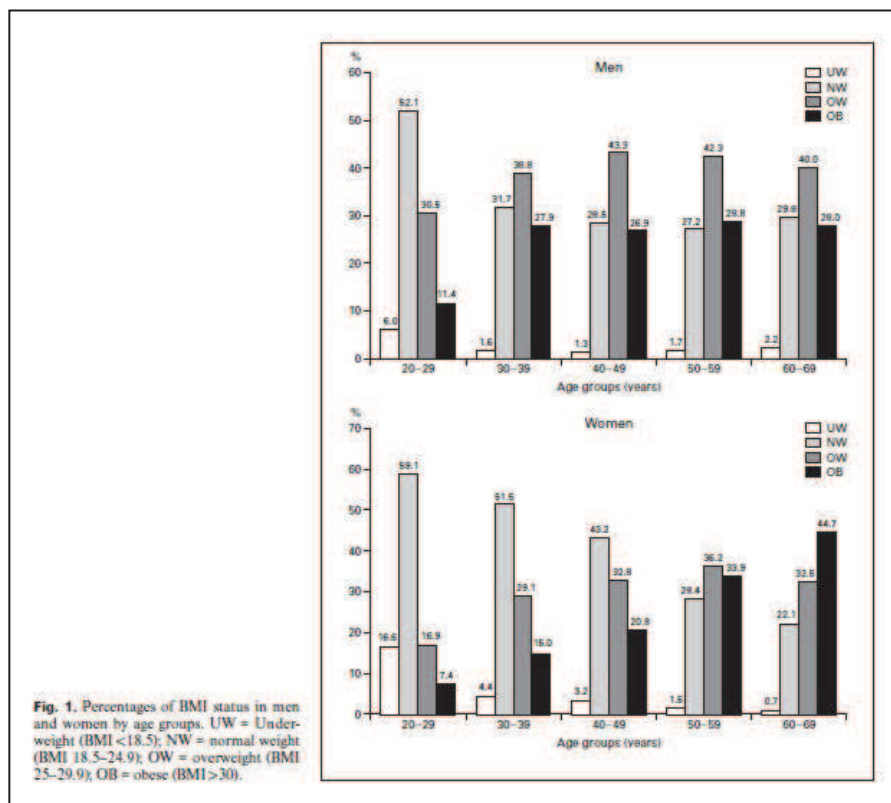 %
Men
60
50
40
30
20
10
0
UW
NW
OW
OB
6.0 52.1 30.5 11.4
1.6 31.7 38.8 27.9
1.3 28.5 43.3 26.9
1.7 27.2 42.3 28.8
2.2 29.8 40.0 28.0
20–29 30–39 40–49 50–59 60–69
Age groups (years)
%
Women
70
60
50
40
30
20
10
0
UW
NW
OW
OB
16.6 59.1 16.9 7.4
4.4 51.5 29.1 15.0
3.2 43.2 32.8 20.8
1.5 28.4 36.2 33.9
0.7 22.1 32.5 44.7
20–29 30–39 40–49 50–59 60–69
Age groups (years)
Fig. 1. Percentages of BMI status in men
and women by age groups. UW = Under-
weight (BMI <18.5); NW = normal weight
(BMI 18.5–24.9); OW = overweight (BMI
25–29.9); OB = obese (BMI >30).